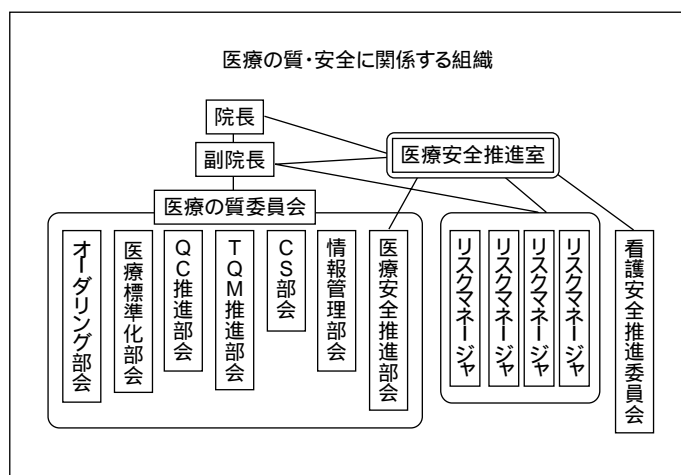 医療の質・安全に関係する組織
院長
副院長
医療安全推進室
医療の質委員会
オーダリング部会
医療標準化部会
QC推進部会
TQM推進部会
CS部会
情報管理部会
医療安全推進部会
リスクマネージャ
リスクマネージャ
リスクマネージャ
リスクマネージャ
看護安全推進委員会